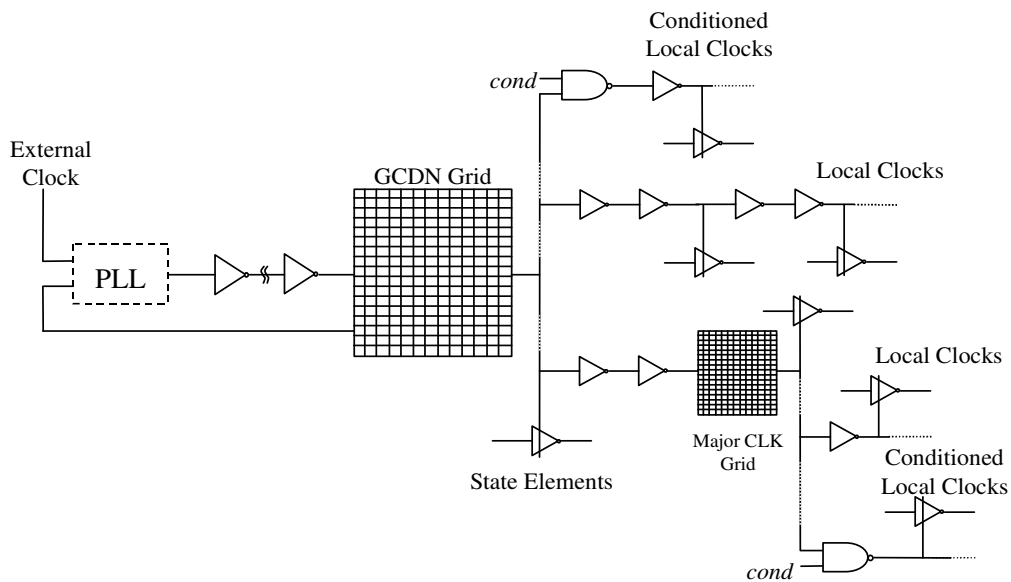 Conditioned
Local Clocks
cond
External
Clock
GCDN Grid
Local Clocks
PLL
Local Clocks
Major CLK
Grid
State Elements
Conditioned
Local Clocks
cond